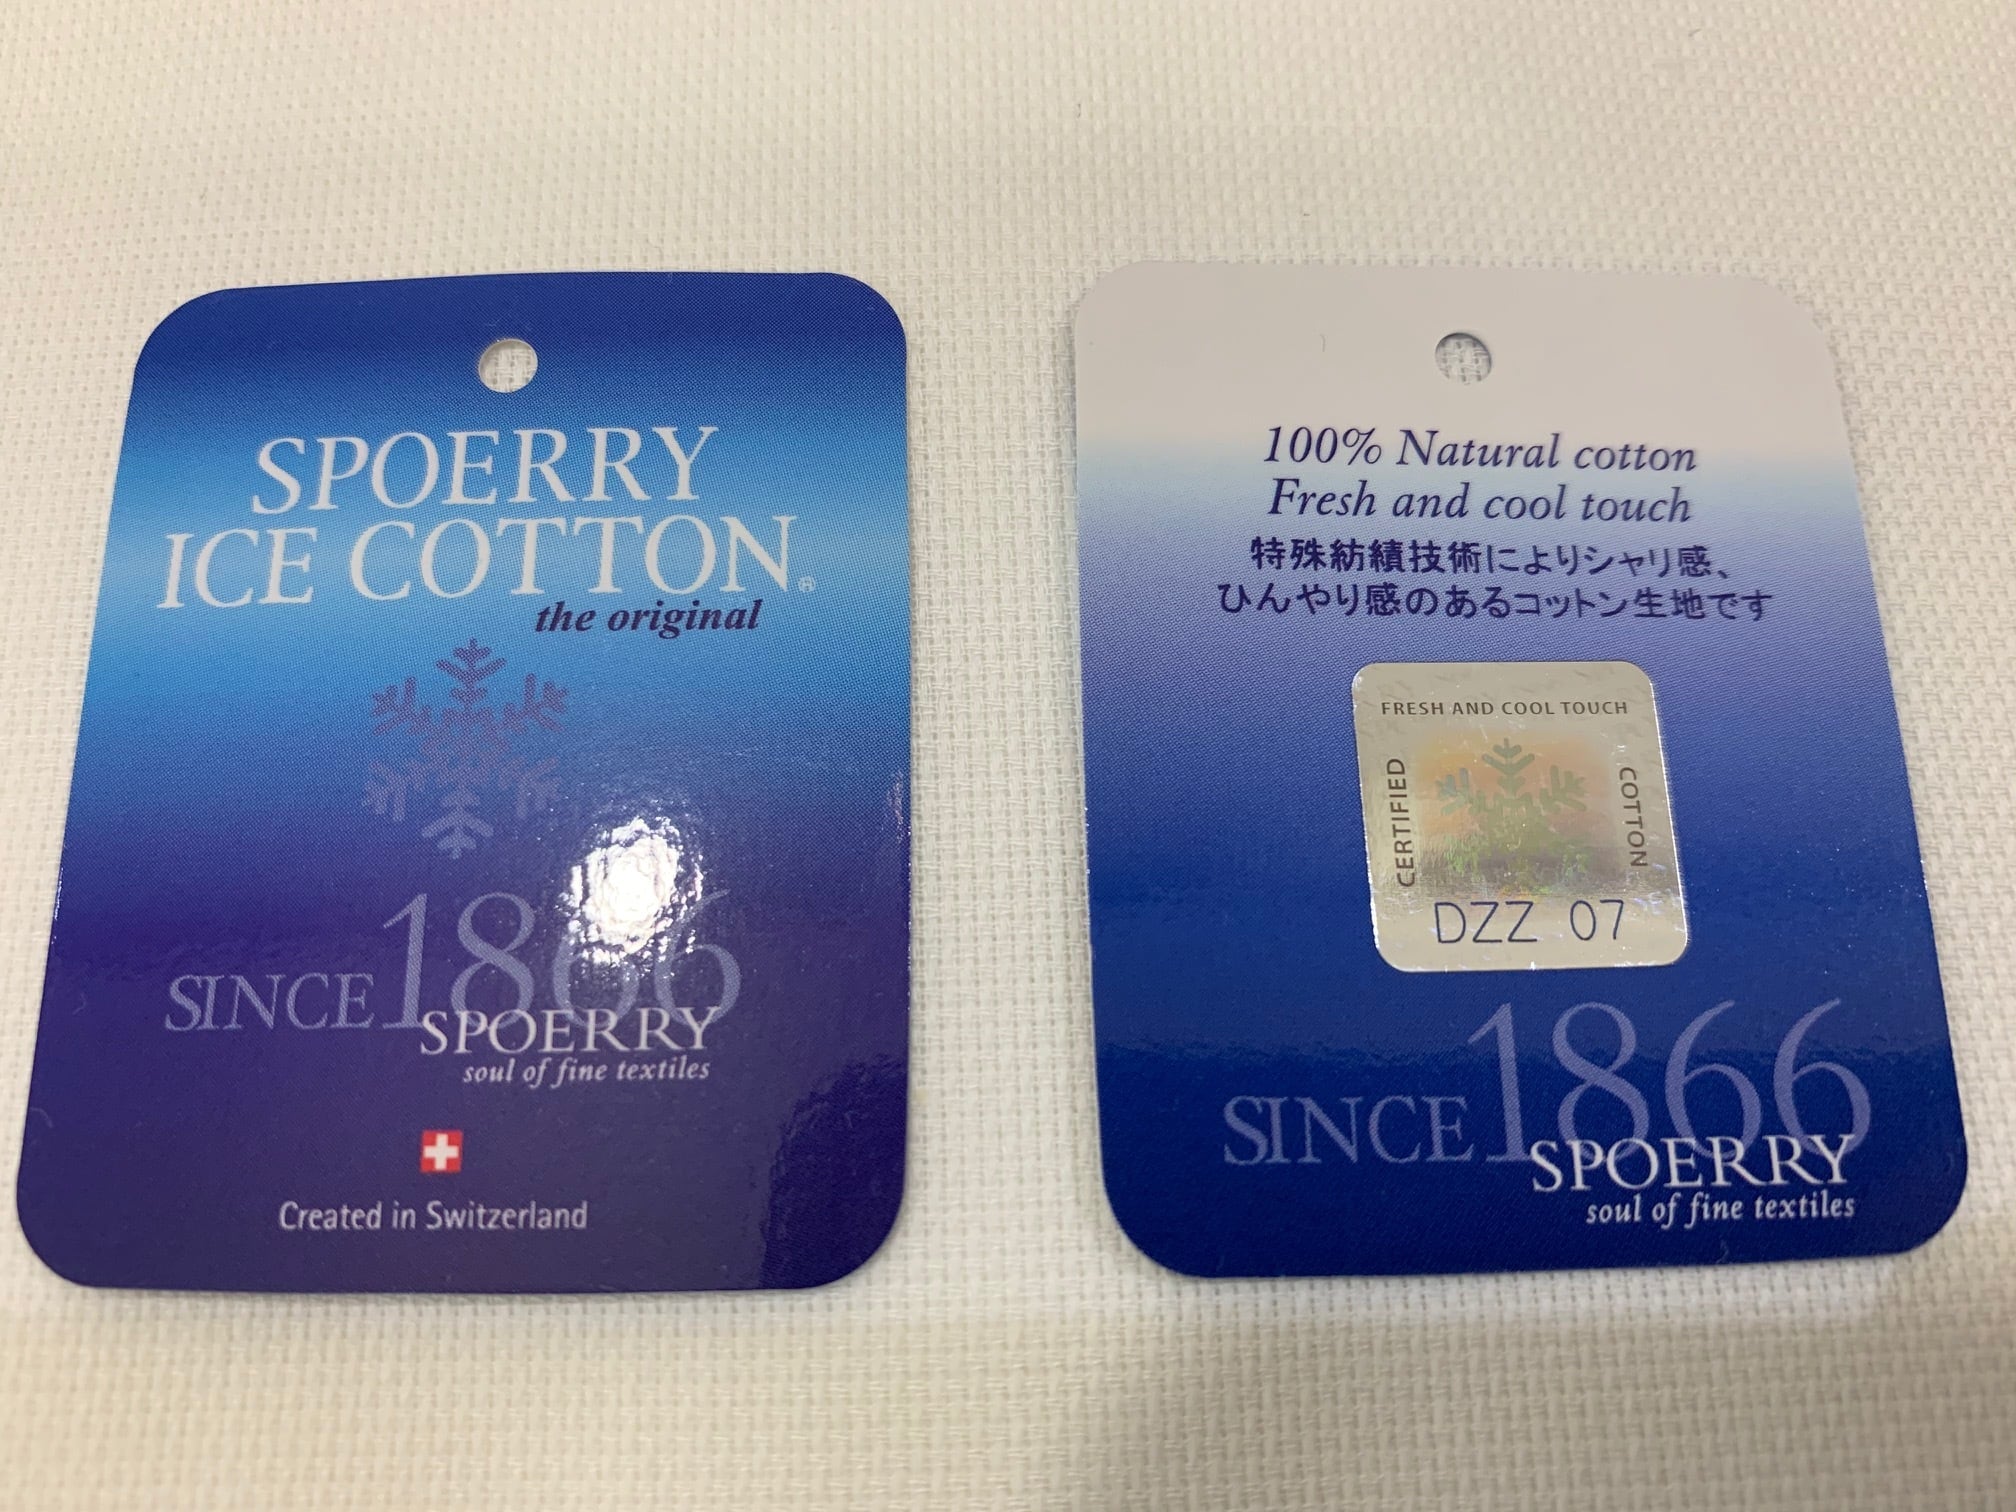 SPOERRY
ICE COTTON®
the original
SINCE 1866
SPOERRY
soul of fine textiles
Created in Switzerland
100% Natural cotton
Fresh and cool touch
特殊紡績技術によりシャリ感、
ひんやり感のあるコットン生地です
FRESH AND COOL TOUCH
CERTIFIED
COTTON
DZZ 07
SINCE 1866
SPOERRY
soul of fine textiles